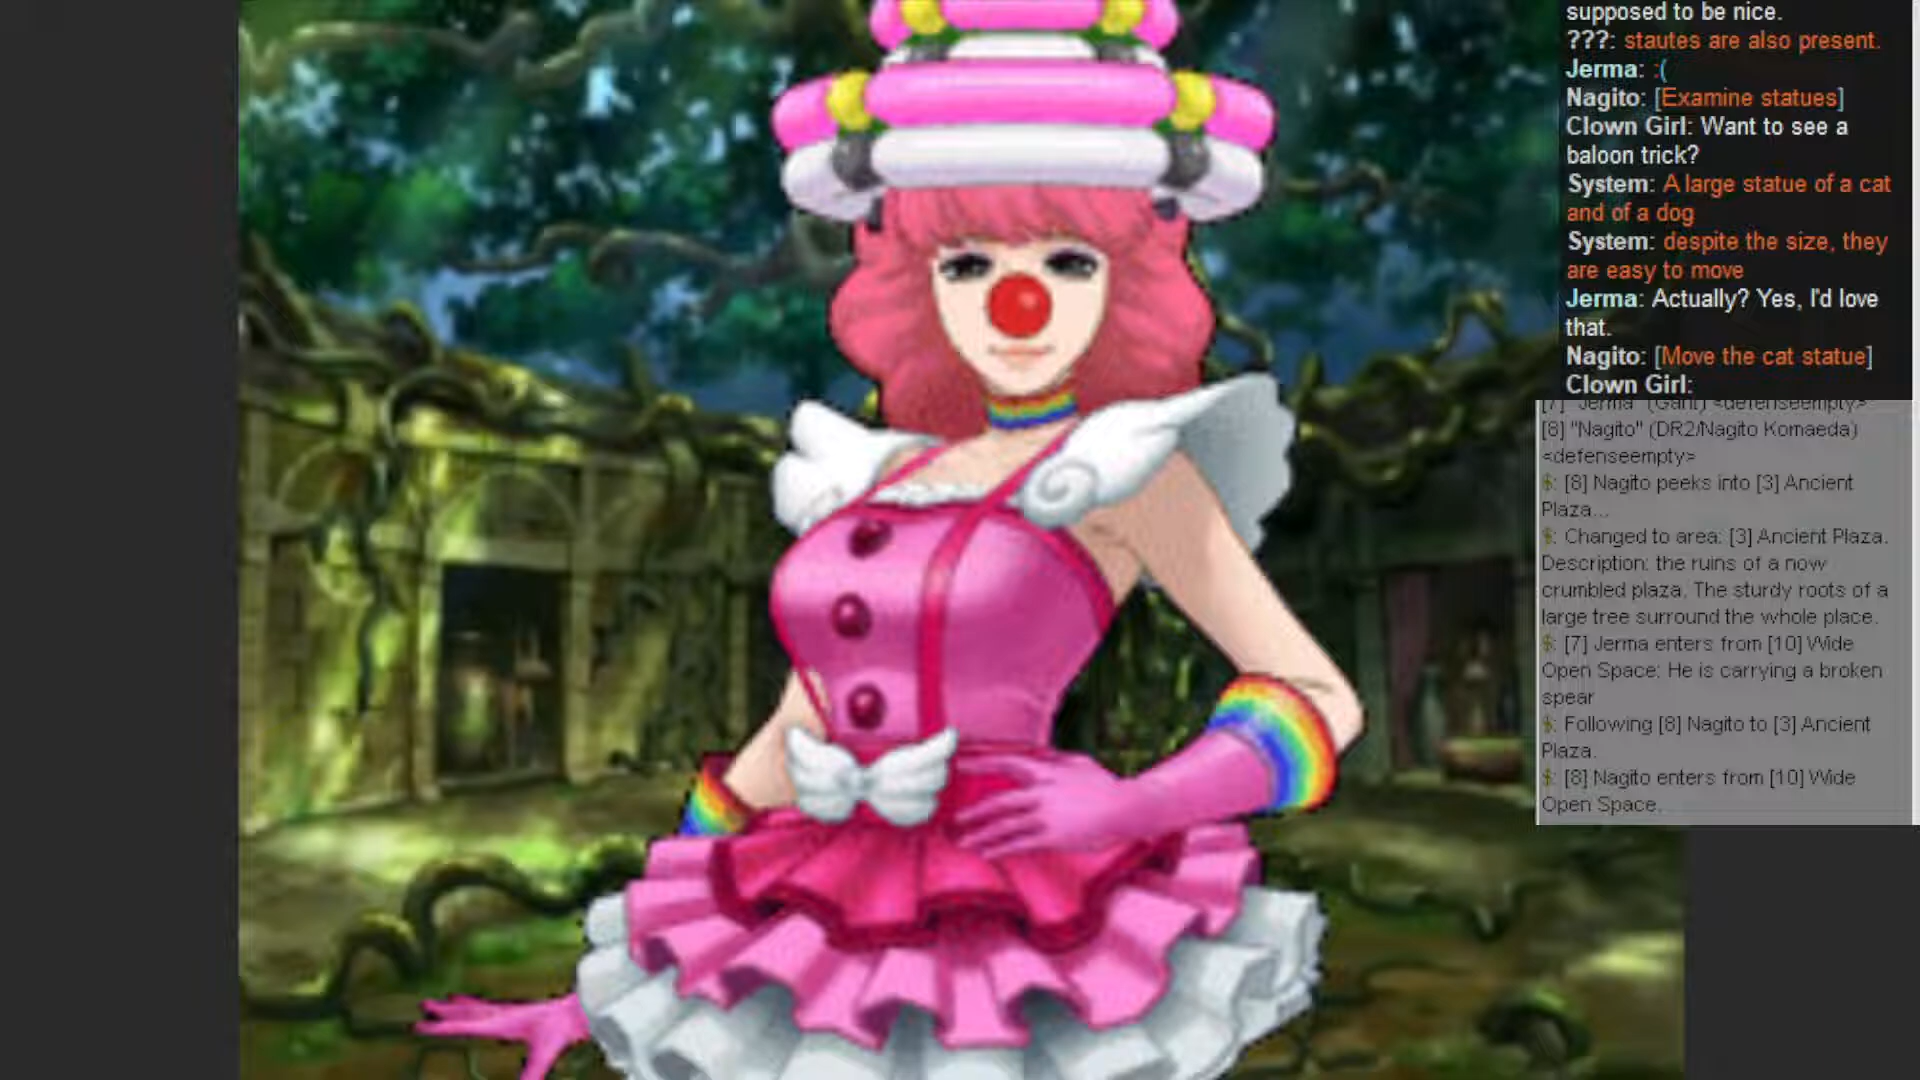 supposed to be nice.
???: stautes are also present.
Jerma: :(
Nagito: [Examine statues]
Clown Girl: Want to see a
baloon trick?
System: A large statue of a cat
and of a dog
System: despite the size, they
are easy to move
Jerma: Actually? Yes, I'd love
that.
Nagito: [Move the cat statue]
Clown Girl:
[7] "Jerma" (Gant) <defenseempty>
[8] "Nagito" (DR2/Nagito Komaeda)
<defenseempty>
$: [8] Nagito peeks into [3] Ancient
Plaza...
$: Changed to area: [3] Ancient Plaza.
Description: the ruins of a now
crumbled plaza. The sturdy roots of a
large tree surround the whole place.
$: [7] Jerma enters from [10] Wide
Open Space: He is carrying a broken
spear
$: Following [8] Nagito to [3] Ancient
Plaza.
$: [8] Nagito enters from [10] Wide
Open Space.